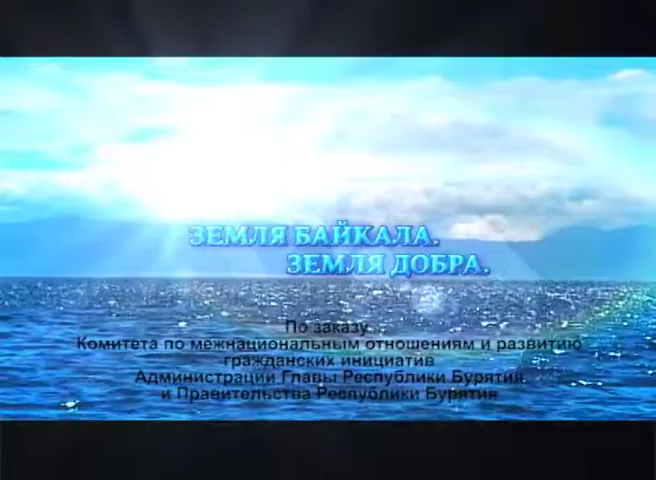 ЗЕМЛЯ БАЙКАЛА.
ЗЕМЛЯ ДОБРА.
По заказу
Комитета по межнациональным отношениям и развитию
гражданских инициатив
Администрации Главы Республики Бурятия
и Правительства Республики Бурятия